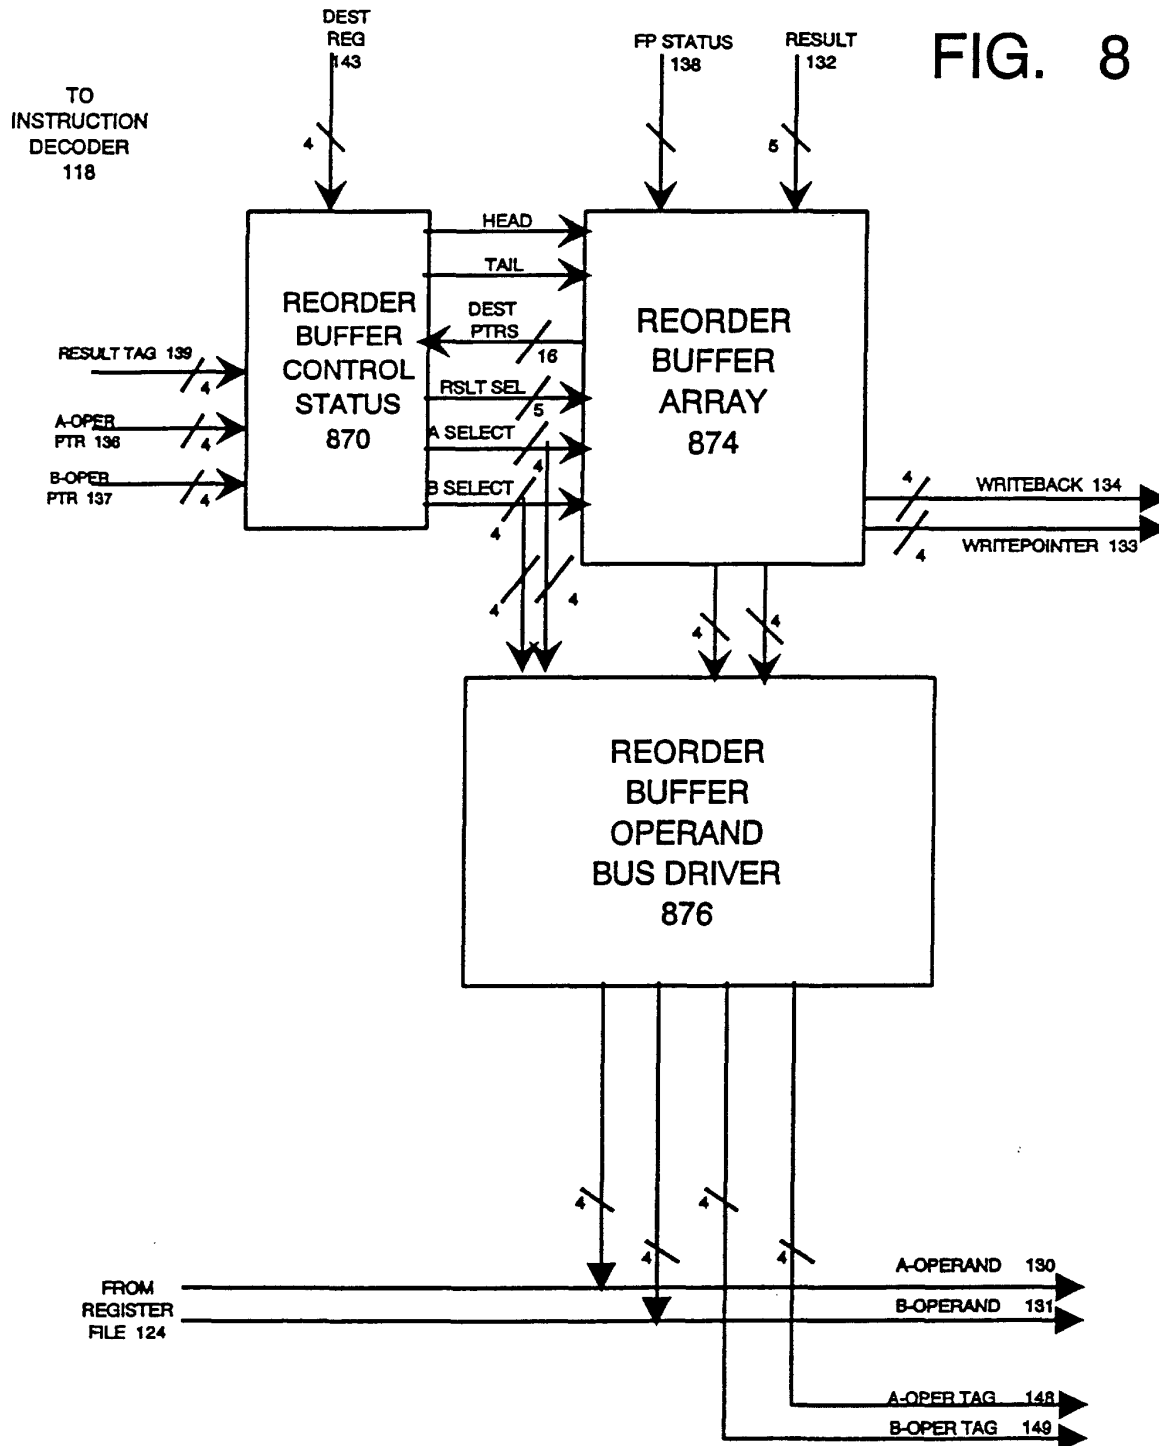 DEST
REG
143
FP STATUS
138
RESULT
132
FIG. 8
TO
INSTRUCTION
DECODER
118
4
5
HEAD
TAIL
DEST
PTRS
16
RSLT SEL
5
A SELECT
4
B SELECT
4
REORDER
BUFFER
CONTROL
STATUS
870
REORDER
BUFFER
ARRAY
874
RESULT TAG 139
4
A-OPER
PTR 136
4
B-OPER
PTR 137
4
4
WRITEBACK 134
WRITEPOINTER 133
4
4
4
4
4
REORDER
BUFFER
OPERAND
BUS DRIVER
876
4
4
4
4
FROM
REGISTER
FILE 124
A-OPERAND 130
B-OPERAND 131
A-OPER TAG 148
B-OPER TAG 149